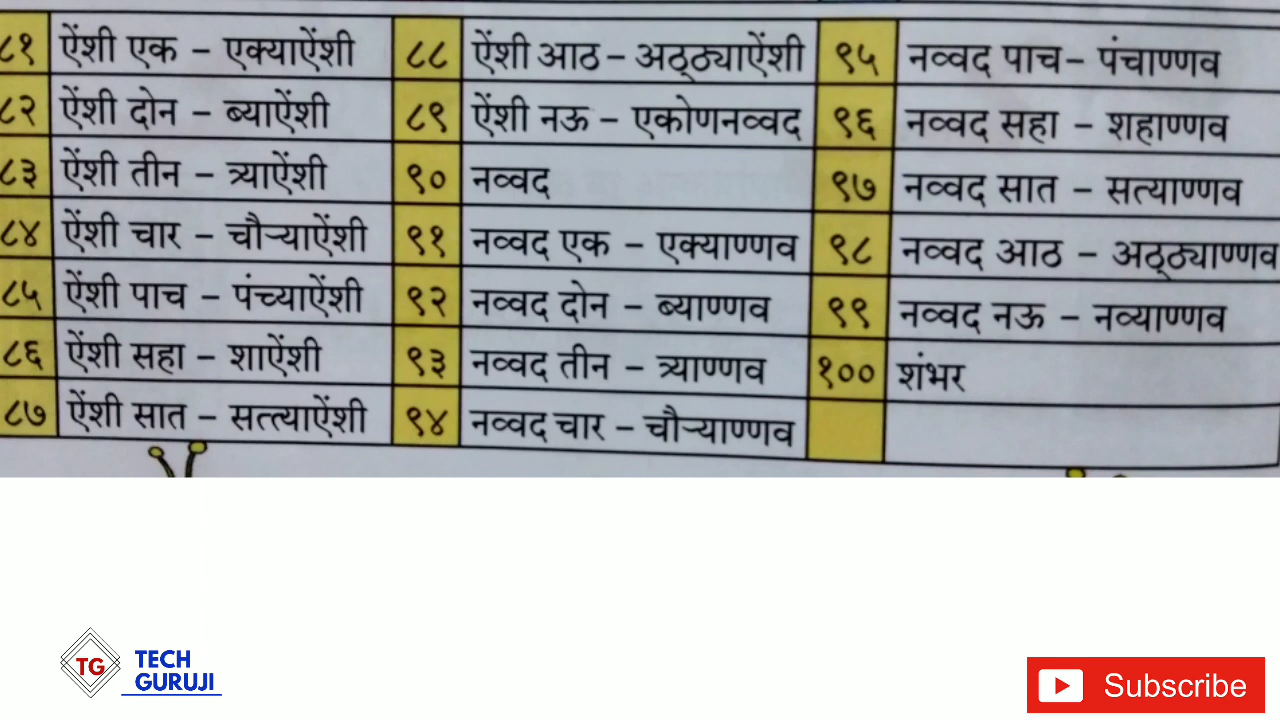 ८१ ऐंशी एक – एक्याऐंशी
८२ ऐंशी दोन – ब्याऐंशी
८३ ऐंशी तीन – त्र्याऐंशी
८४ ऐंशी चार – चौऱ्याऐंशी
८५ ऐंशी पाच – पंच्याऐंशी
८६ ऐंशी सहा – शाऐंशी
८७ ऐंशी सात – सत्त्याऐंशी
८८ ऐंशी आठ – अठ्ठ्याऐंशी
८९ ऐंशी नऊ – एकोणनव्वद
९० नव्वद
९१ नव्वद एक – एक्याण्णव
९२ नव्वद दोन – ब्याण्णव
९३ नव्वद तीन – त्र्याण्णव
९४ नव्वद चार – चौऱ्याण्णव
९५ नव्वद पाच – पंचाण्णव
९६ नव्वद सहा – शहाण्णव
९७ नव्वद सात – सत्याण्णव
९८ नव्वद आठ – अठ्ठ्याण्णव
९९ नव्वद नऊ – नव्याण्णव
१०० शंभर
TG
TECH
GURUJI
Subscribe